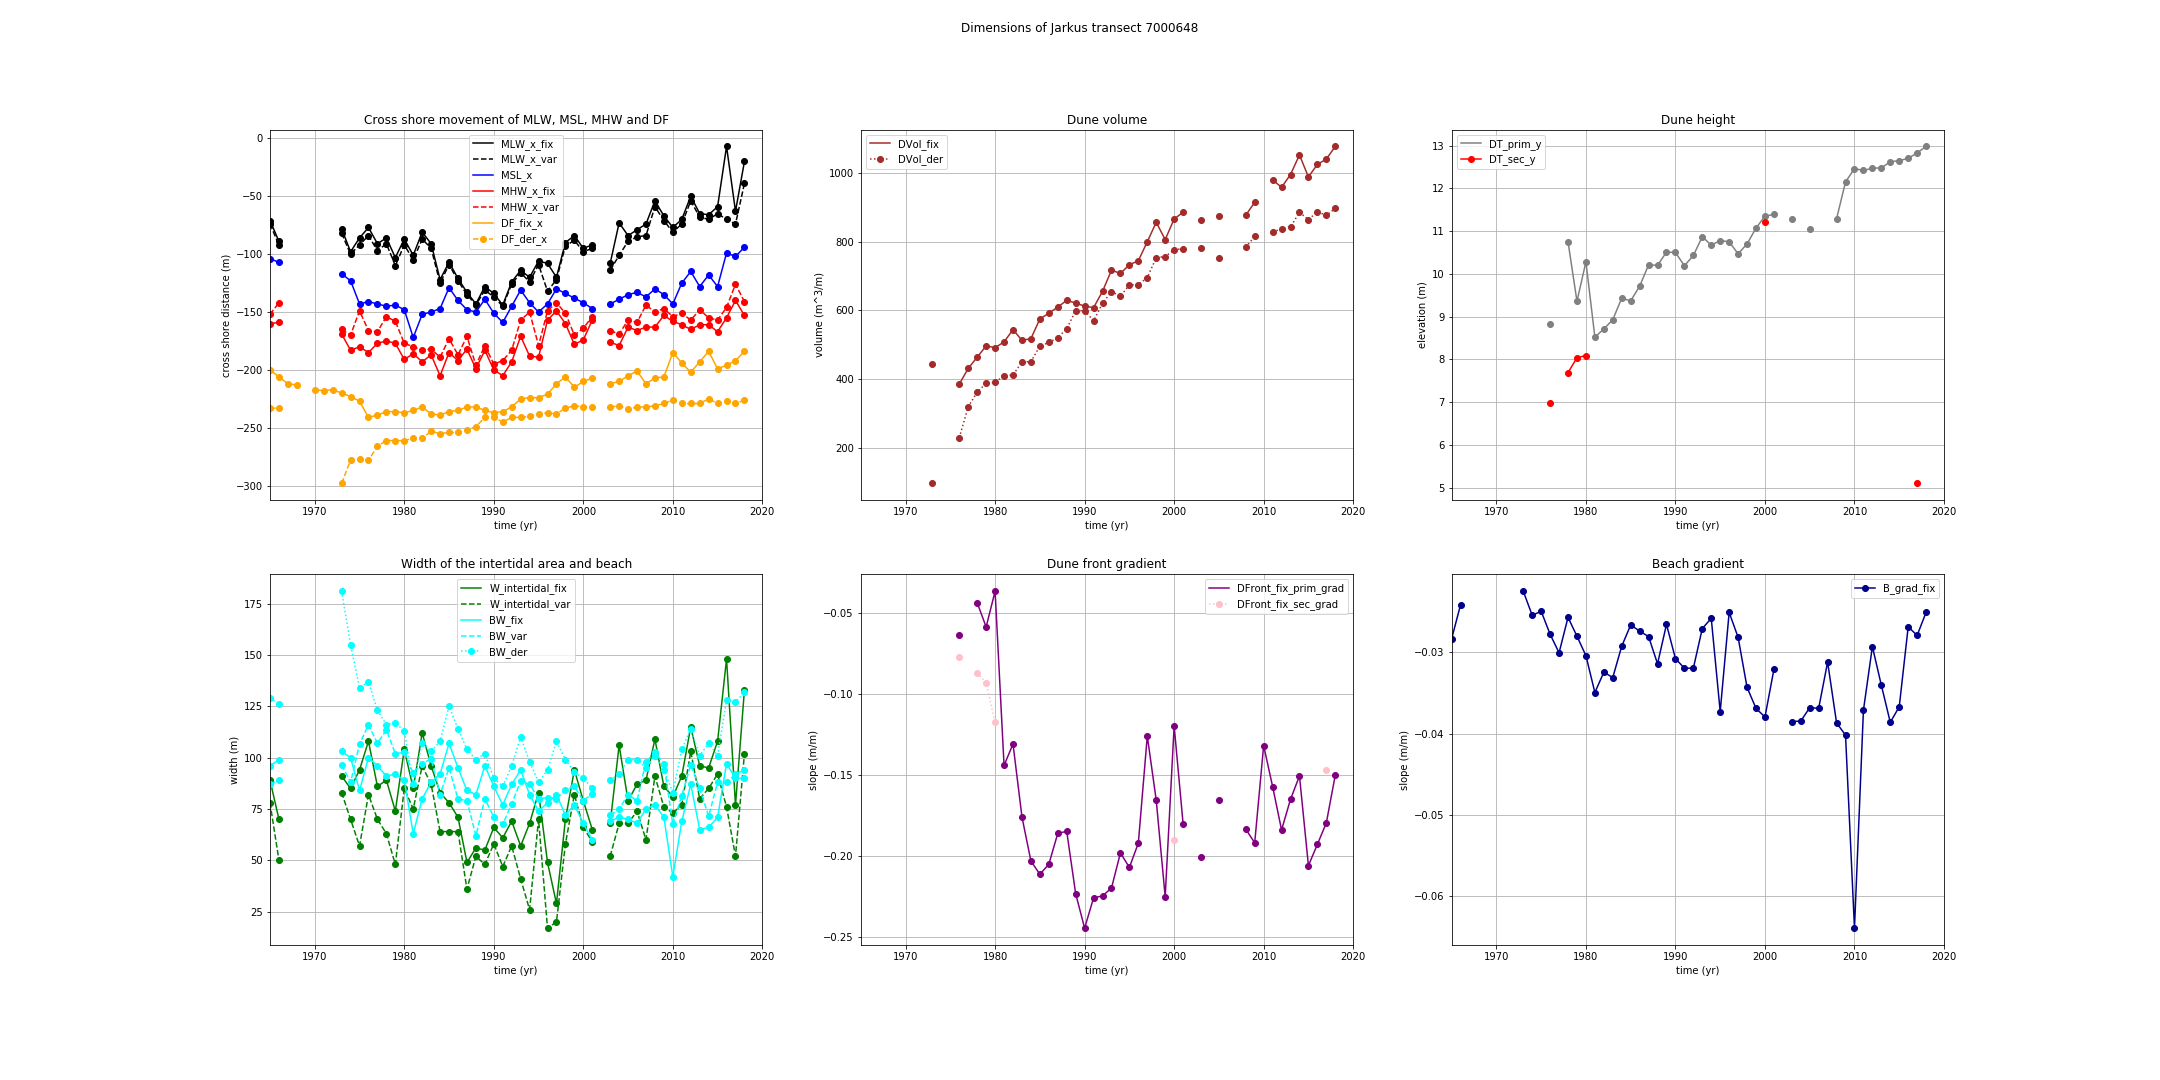 Dimensions of Jarkus transect 7000648
Cross shore movement of MLW, MSL, MHW and DF
cross shore distance (m)
0
−50
−100
−150
−200
−250
−300
MLW_x_fix
MLW_x_var
MSL_x
MHW_x_fix
MHW_x_var
DF_fix_x
DF_der_x
1970 1980 1990 2000 2010 2020
time (yr)
Dune volume
volume (m^3/m)
1000
800
600
400
200
DVol_fix
DVol_der
1970 1980 1990 2000 2010 2020
time (yr)
Dune height
elevation (m)
13
12
11
10
9
8
7
6
5
DT_prim_y
DT_sec_y
1970 1980 1990 2000 2010 2020
time (yr)
Width of the intertidal area and beach
width (m)
175
150
125
100
75
50
25
W_intertidal_fix
W_intertidal_var
BW_fix
BW_var
BW_der
1970 1980 1990 2000 2010 2020
time (yr)
Dune front gradient
slope (m/m)
−0.05
−0.10
−0.15
−0.20
−0.25
DFront_fix_prim_grad
DFront_fix_sec_grad
1970 1980 1990 2000 2010 2020
time (yr)
Beach gradient
slope (m/m)
−0.03
−0.04
−0.05
−0.06
B_grad_fix
1970 1980 1990 2000 2010 2020
time (yr)